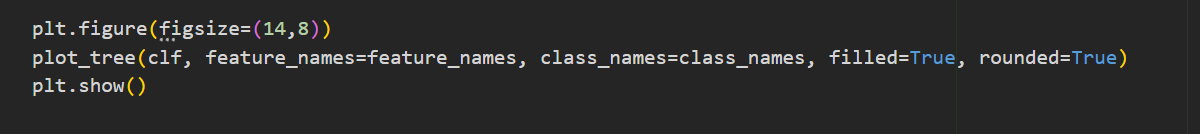 plt.figure(figsize=(14,8))
plot_tree(clf, feature_names=feature_names, class_names=class_names, filled=True, rounded=True)
plt.show()